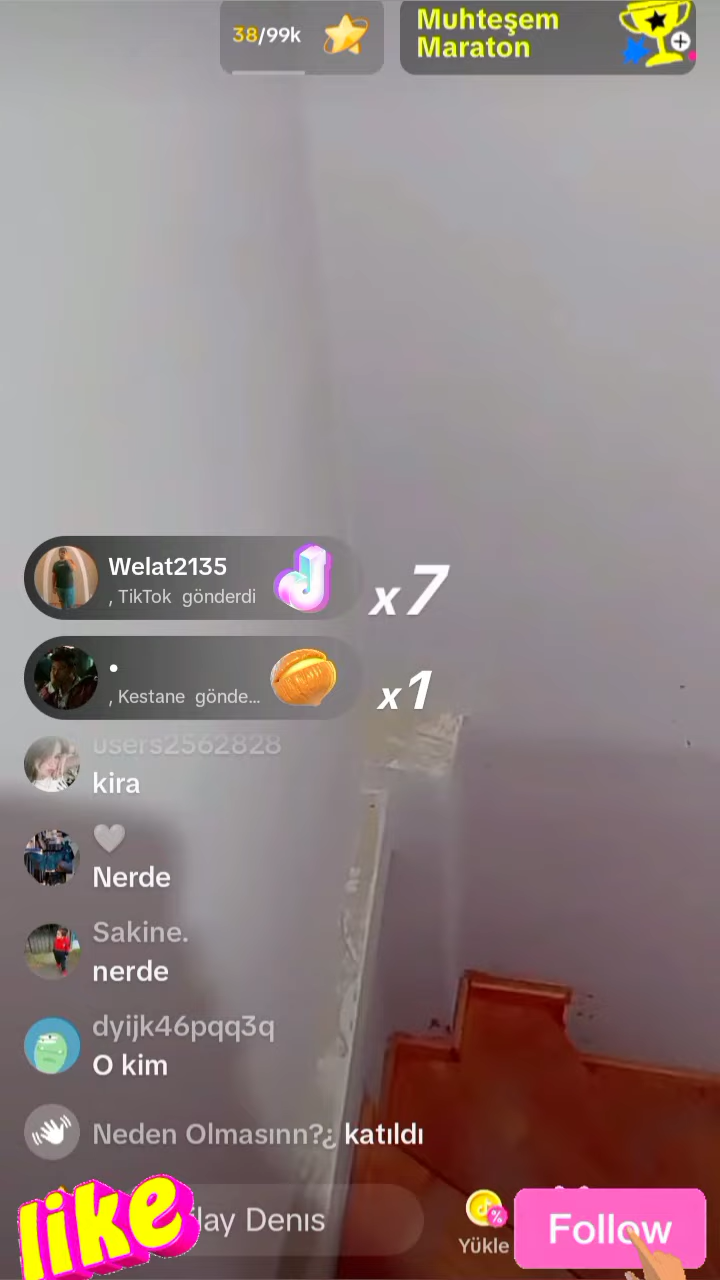 38/99k
Muhteşem
Maraton
Welat2135
, TikTok gönderdi
x7
•
, Kestane gönde...
x1
users2562828
kira
Nerde
Sakine.
nerde
dyijk46pqq3q
O kim
Neden Olmasınn?¿ katıldı
like
Denıs
Yükle
Follow